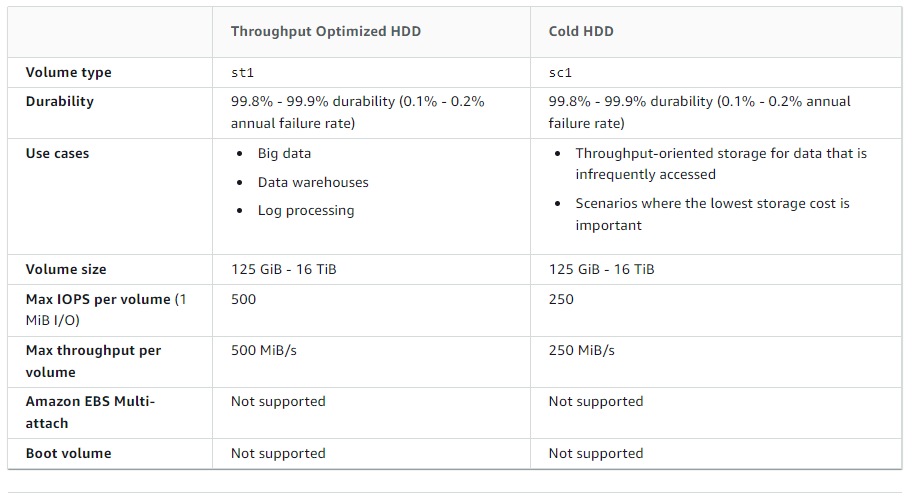 Throughput Optimized HDD Cold HDD
Volume type st1 sc1
Durability 99.8% - 99.9% durability (0.1% - 0.2% 99.8% - 99.9% durability (0.1% - 0.2% annual
annual failure rate) failure rate)
Use cases • Big data • Throughput-oriented storage for data that is
infrequently accessed
• Data warehouses
• Scenarios where the lowest storage cost is
• Log processing
important
Volume size 125 GiB - 16 TiB 125 GiB - 16 TiB
Max IOPS per volume (1 500 250
MiB I/O)
Max throughput per 500 MiB/s 250 MiB/s
volume
Amazon EBS Multi- Not supported Not supported
attach
Boot volume Not supported Not supported